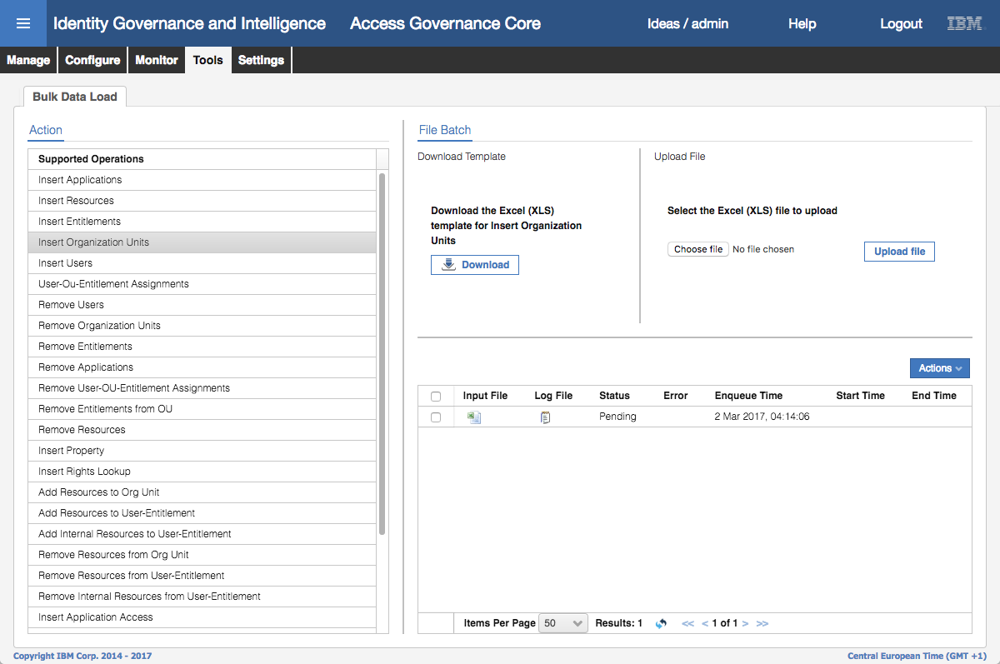 Identity Governance and Intelligence Access Governance Core Ideas / admin Help Logout IBM
Manage Configure Monitor Tools Settings
Bulk Data Load
Action
Supported Operations
Insert Applications
Insert Resources
Insert Entitlements
Insert Organization Units
Insert Users
User-Ou-Entitlement Assignments
Remove Users
Remove Organization Units
Remove Entitlements
Remove Applications
Remove User-OU-Entitlement Assignments
Remove Entitlements from OU
Remove Resources
Insert Property
Insert Rights Lookup
Add Resources to Org Unit
Add Resources to User-Entitlement
Add Internal Resources to User-Entitlement
Remove Resources from Org Unit
Remove Resources from User-Entitlement
Remove Internal Resources from User-Entitlement
Insert Application Access
File Batch
Download Template
Download the Excel (XLS)
template for Insert Organization
Units
Download
Upload File
Select the Excel (XLS) file to upload
Choose file No file chosen Upload file
Actions
Input File Log File Status Error Enqueue Time Start Time End Time
Pending 2 Mar 2017, 04:14:06
Items Per Page 50 Results: 1 << < 1 of 1 > >>
Copyright IBM Corp. 2014 - 2017 Central European Time (GMT +1)